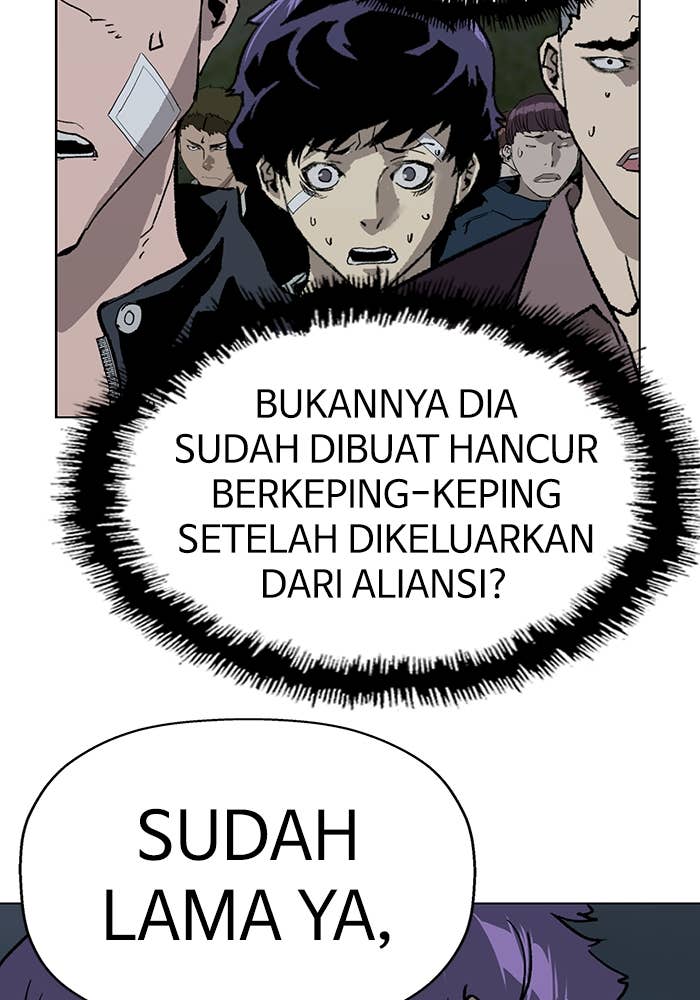 BUKANNYA DIA
SUDAH DIBUAT HANCUR
BERKEPING-KEPING
SETELAH DIKELUARKAN
DARI ALIANSI?
SUDAH
LAMA YA,